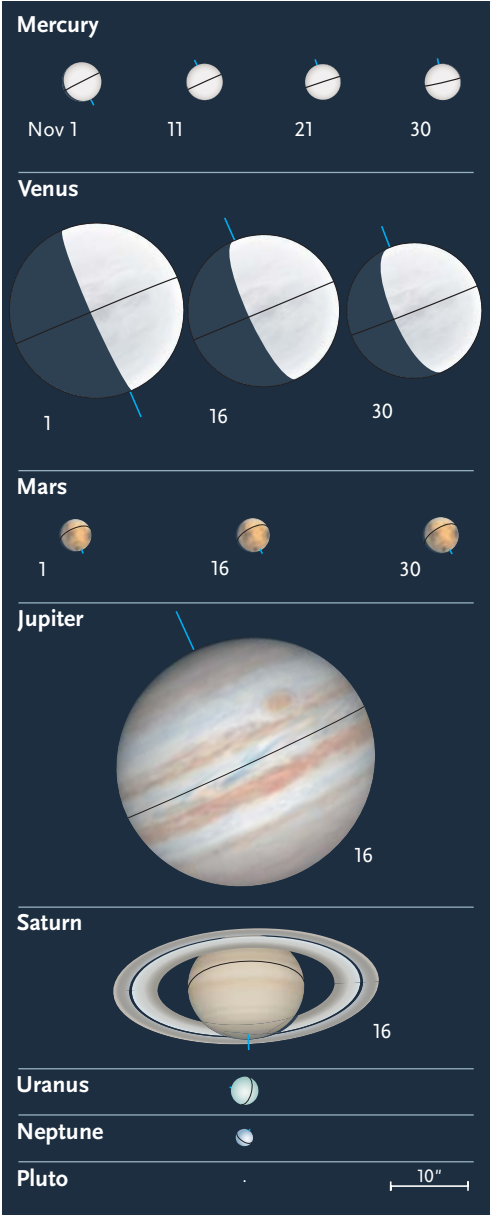 Mercury
Nov 1 11 21 30
Venus
1 16 30
Mars
1 16 30
Jupiter
16
Saturn
16
Uranus
Neptune
Pluto 10"